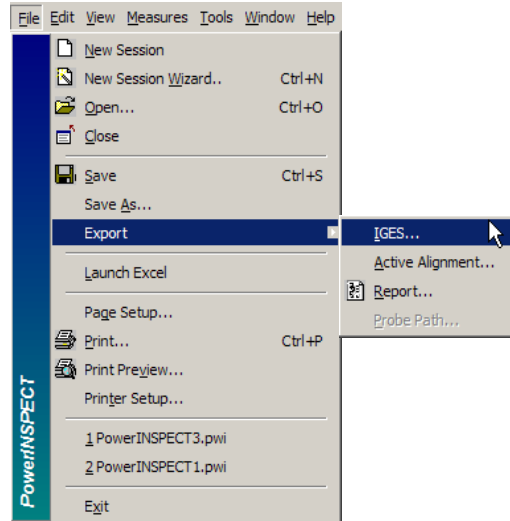 File Edit View Measures Tools Window Help
New Session
New Session Wizard.. Ctrl+N
Open... Ctrl+O
Close
Save Ctrl+S
Save As...
Export
IGES...
Active Alignment...
Report...
Probe Path...
Launch Excel
Page Setup...
Print... Ctrl+P
Print Preview...
Printer Setup...
1 PowerINSPECT3.pwi
2 PowerINSPECT1.pwi
Exit
PowerINSPECT